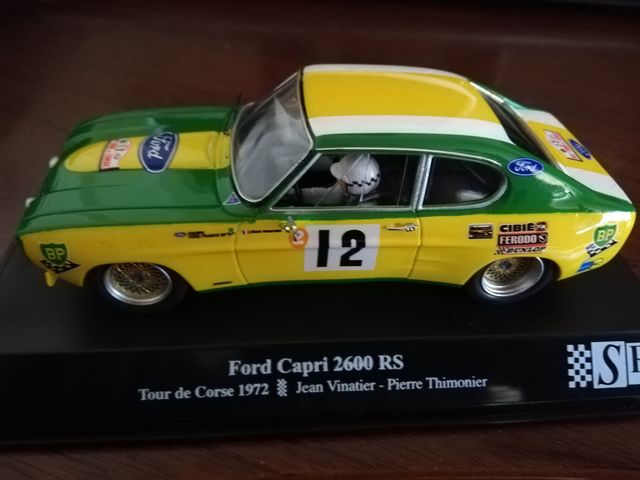 Ford
Ford
BP
12
CIBIE
FERODO
DUNLOP
BP
Ford Capri 2600 RS
Tour de Corse 1972 Jean Vinatier - Pierre Thimonier
S